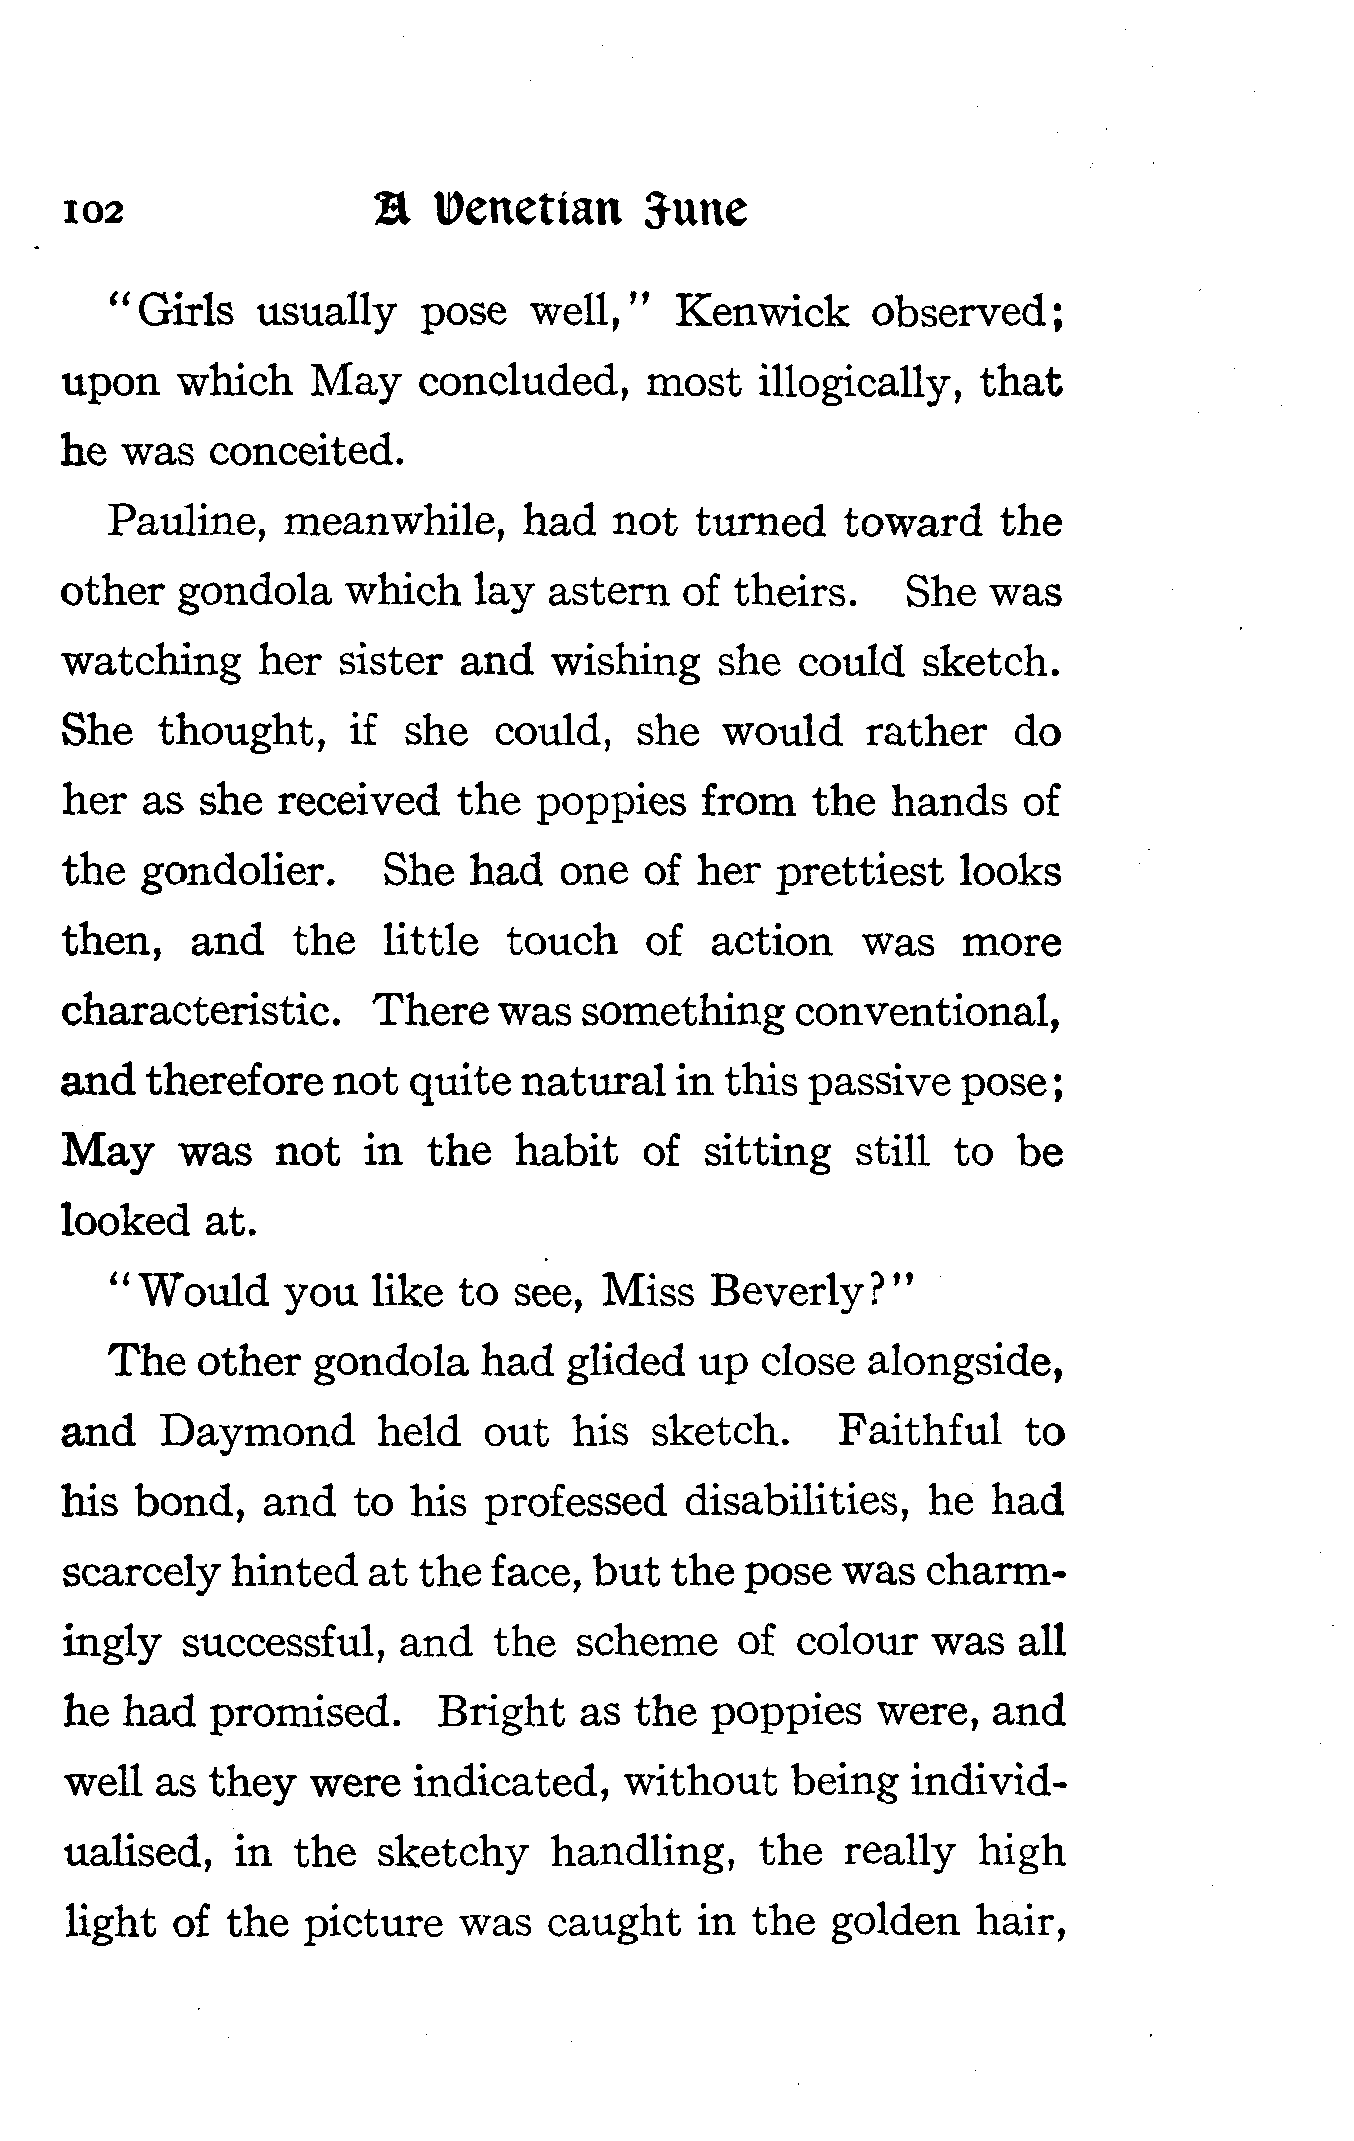 102 A Venetian June
"Girls usually pose well," Kenwick observed;
upon which May concluded, most illogically, that
he was conceited.
Pauline, meanwhile, had not turned toward the
other gondola which lay astern of theirs. She was
watching her sister and wishing she could sketch.
She thought, if she could, she would rather do
her as she received the poppies from the hands of
the gondolier. She had one of her prettiest looks
then, and the little touch of action was more
characteristic. There was something conventional,
and therefore not quite natural in this passive pose;
May was not in the habit of sitting still to be
looked at.
"Would you like to see, Miss Beverly?"
The other gondola had glided up close alongside,
and Daymond held out his sketch. Faithful to
his bond, and to his professed disabilities, he had
scarcely hinted at the face, but the pose was charm-
ingly successful, and the scheme of colour was all
he had promised. Bright as the poppies were, and
well as they were indicated, without being individ-
ualised, in the sketchy handling, the really high
light of the picture was caught in the golden hair,